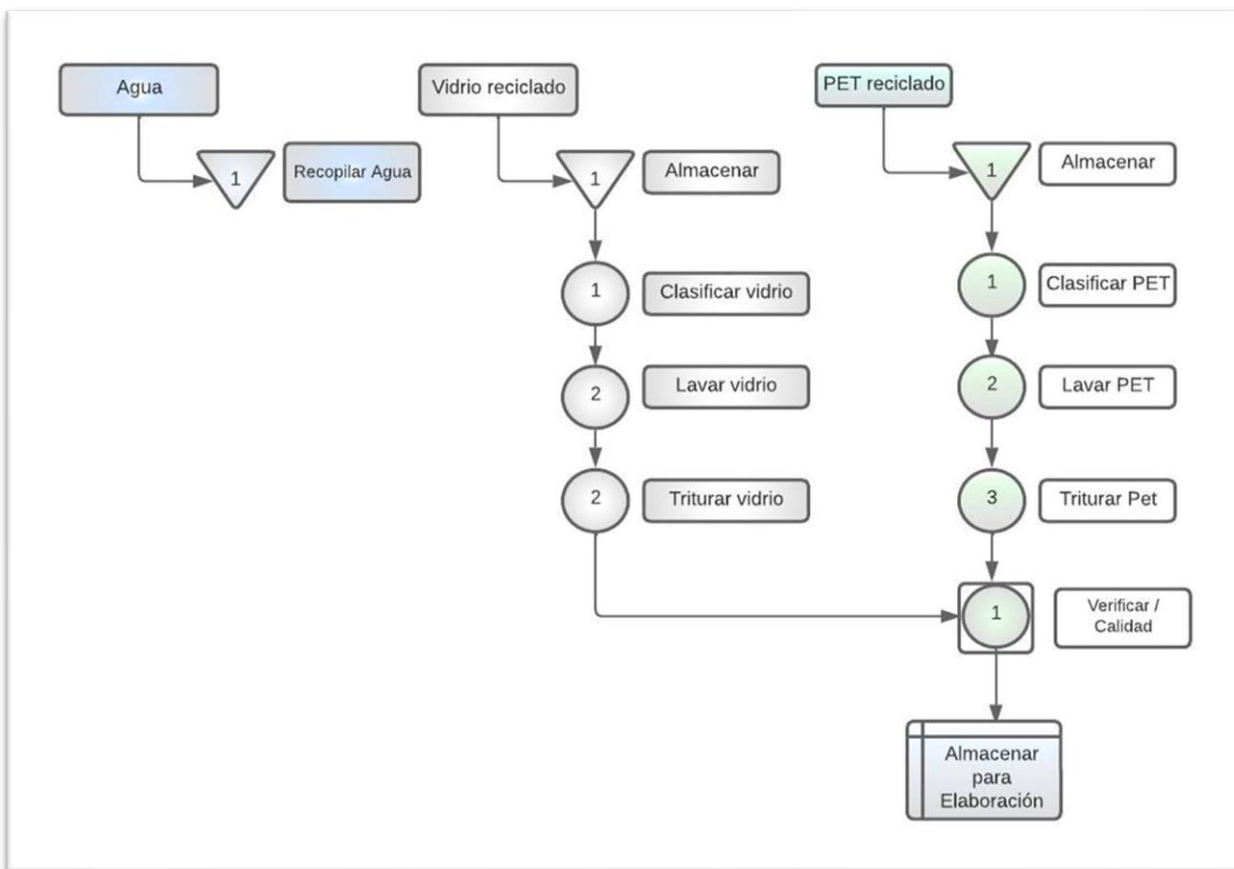 Agua
Vidrio reciclado
PET reciclado
1
Recopilar Agua
1
Almacenar
1
Almacenar
1
Clasificar vidrio
1
Clasificar PET
2
Lavar vidrio
2
Lavar PET
2
Triturar vidrio
3
Triturar Pet
1
Verificar /
Calidad
Almacenar
para
Elaboración